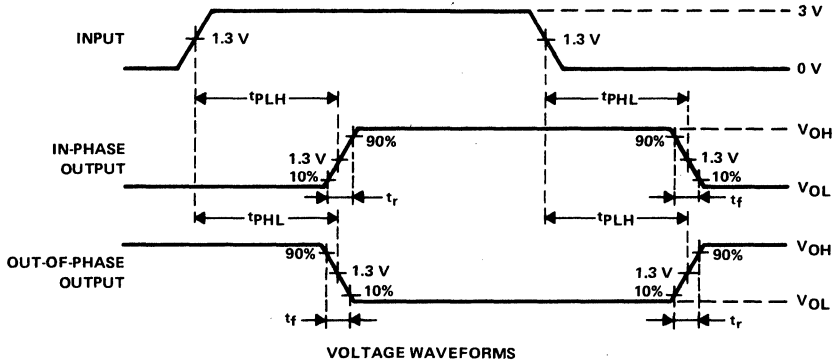 3 V
INPUT
1.3 V
1.3 V
0 V
tPLH
tPHL
IN-PHASE
OUTPUT
90%
90%
VOH
1.3 V
1.3 V
10%
10%
VOL
tr
tf
tPHL
tPLH
OUT-OF-PHASE
OUTPUT
90%
90%
VOH
1.3 V
1.3 V
10%
10%
VOL
tf
tr
VOLTAGE WAVEFORMS